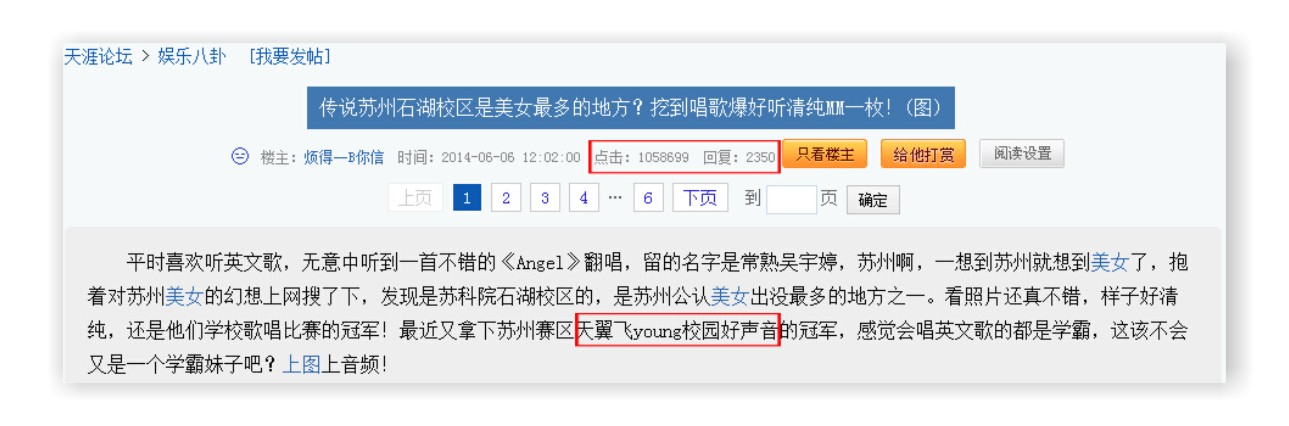 天涯论坛 > 娱乐八卦 [我要发帖]
传说苏州石湖校区是美女最多的地方？挖到唱歌爆好听清纯MM一枚！(图)
楼主：烦得一B你信 时间：2014-06-06 12:02:00 点击：1058699 回复：2350 只看楼主 给他打赏 阅读设置
上页 1 2 3 4 … 6 下页 到 页 确定
平时喜欢听英文歌，无意中听到一首不错的《Angel》翻唱，留的名字是常熟吴宇婷，苏州啊，一想到苏州就想到美女了，抱
着对苏州美女的幻想上网搜了下，发现是苏科院石湖校区的，是苏州公认美女出没最多的地方之一。看照片还真不错，样子好清
纯，还是他们学校歌唱比赛的冠军！最近又拿下苏州赛区天翼飞young校园好声音的冠军，感觉会唱英文歌的都是学霸，这该不会
又是一个学霸妹子吧？上图上音频！